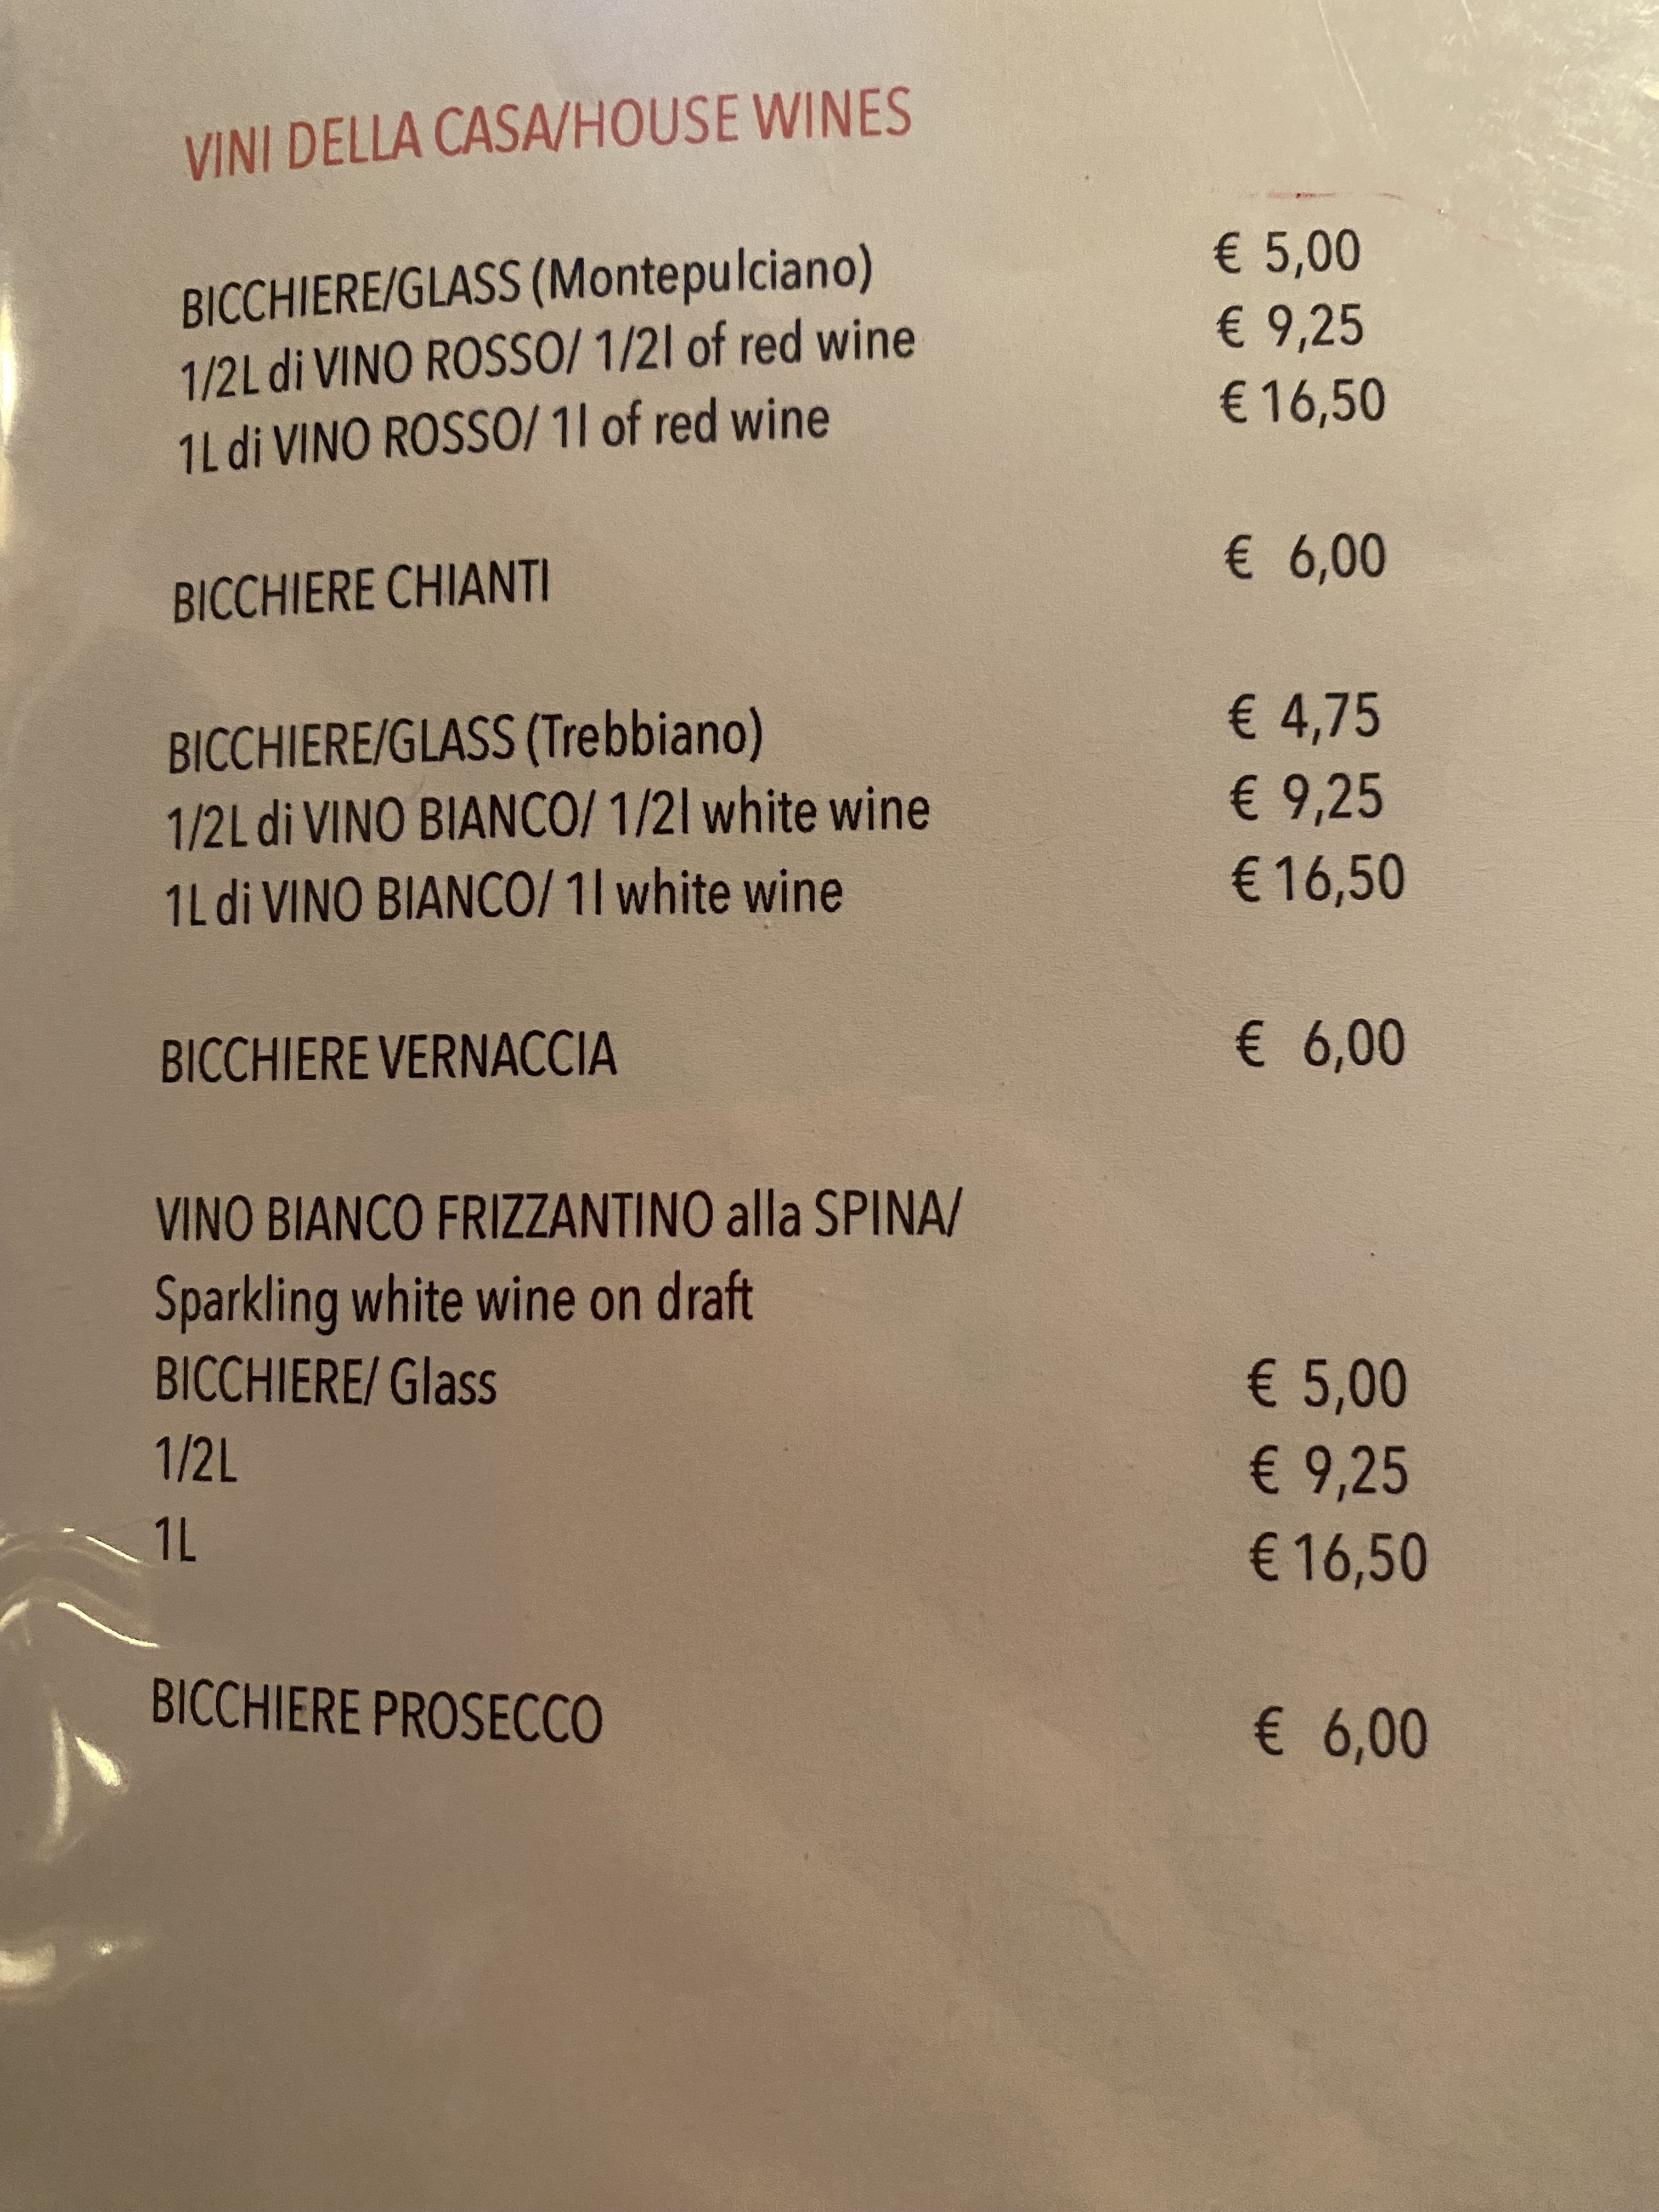 VINI DELLA CASA/HOUSE WINES
BICCHIERE/GLASS (Montepulciano) € 5,00
1/2L di VINO ROSSO/ 1/2l of red wine € 9,25
1L di VINO ROSSO/ 1l of red wine € 16,50
BICCHIERE CHIANTI € 6,00
BICCHIERE/GLASS (Trebbiano) € 4,75
1/2L di VINO BIANCO/ 1/2l white wine € 9,25
1L di VINO BIANCO/ 1l white wine € 16,50
BICCHIERE VERNACCIA € 6,00
VINO BIANCO FRIZZANTINO alla SPINA/
Sparkling white wine on draft
BICCHIERE/ Glass € 5,00
1/2L € 9,25
1L € 16,50
BICCHIERE PROSECCO € 6,00